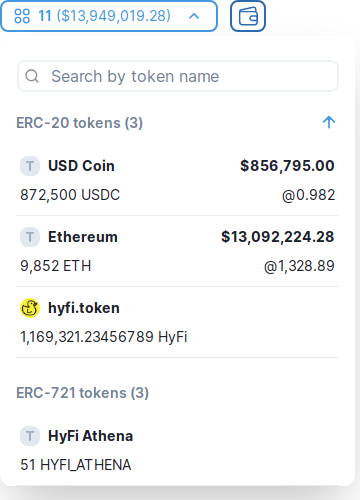 11 ($13,949,019.28)
Search by token name
ERC-20 tokens (3)
T USD Coin $856,795.00
872,500 USDC @0.982
T Ethereum $13,092,224.28
9,852 ETH @1,328.89
hyfi.token
1,169,321.23456789 HyFi
ERC-721 tokens (3)
T HyFi Athena
51 HYFI_ATHENA